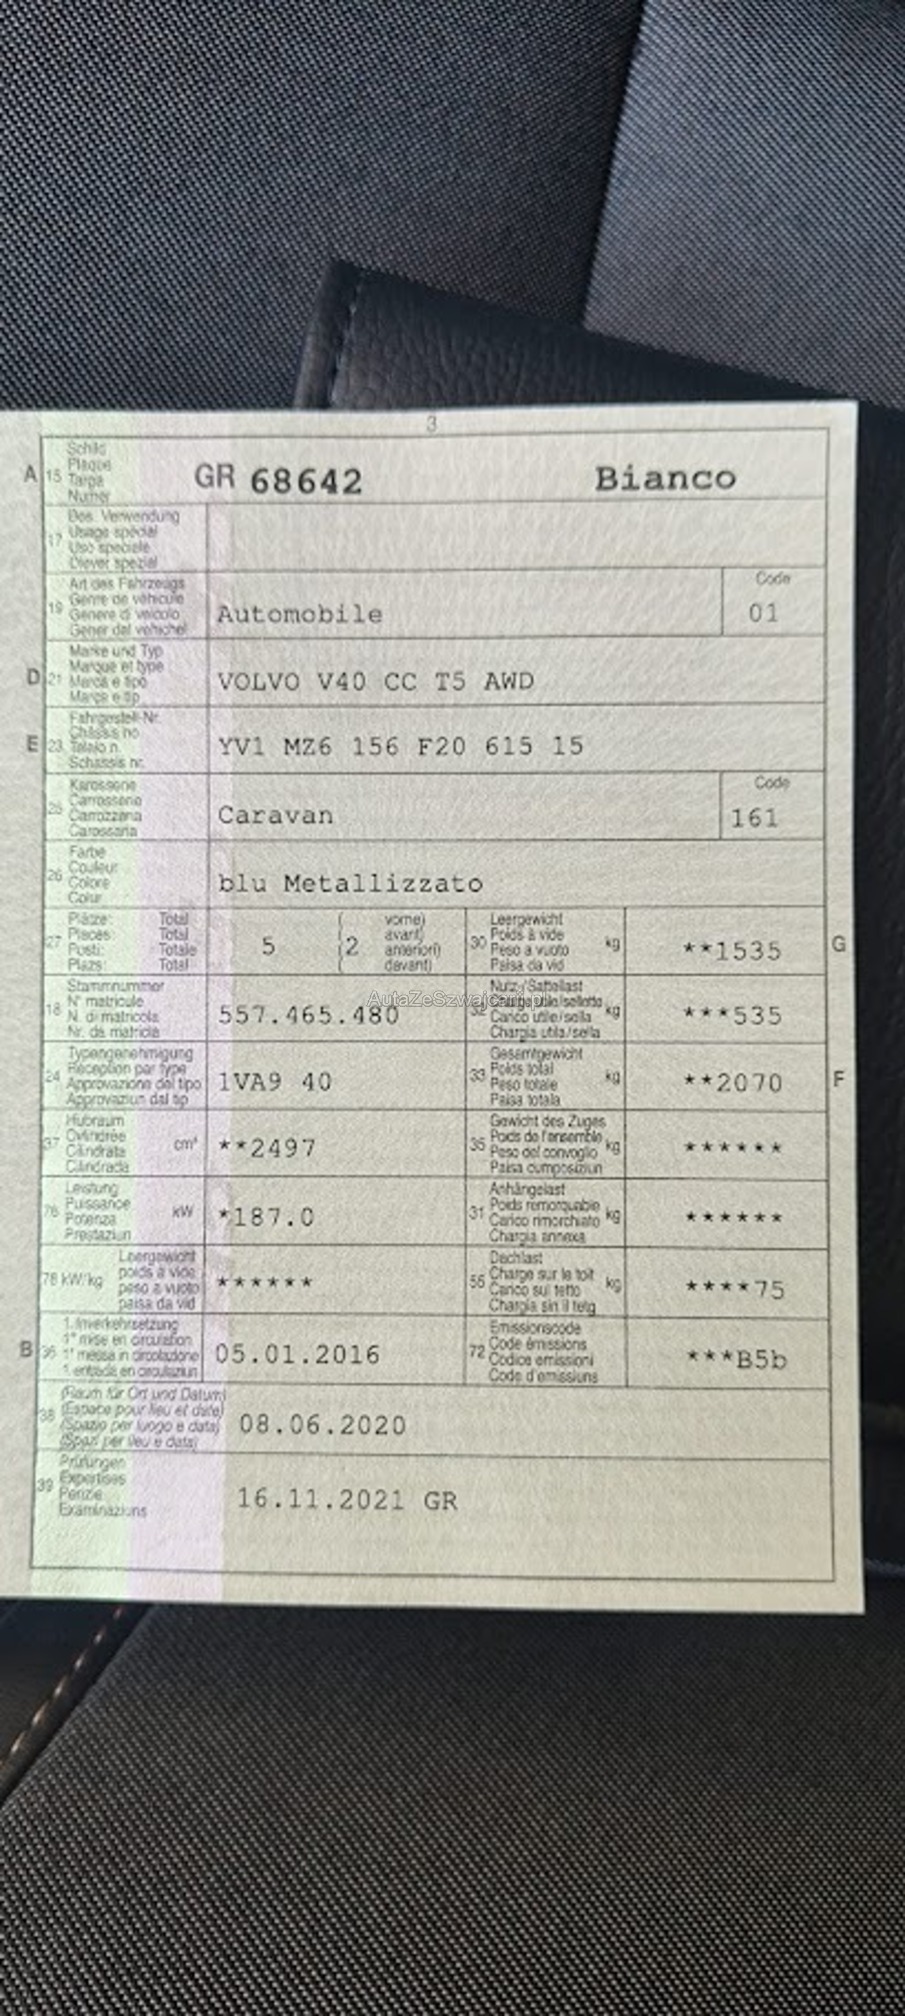 3
A 15 Schild
Plaque
Targa
Numer
GR 68642 Bianco
17 Bes. Verwendung
Usage spécial
Uso speciale
Diever spezial
19 Art des Fahrzeugs
Genre de véhicule
Genere di veicolo
Gener dal vehichel
Automobile
Code
01
D 21 Marke und Typ
Marque et type
Marca e tipo
Marca e tip
VOLVO V40 CC T5 AWD
E 23 Fahrgestell-Nr.
Châssis no
Telaio n.
Schassis nr.
YV1 MZ6 156 F20 615 15
25 Karosserie
Carrosserie
Carrozzeria
Carossaria
Caravan
Code
161
26 Farbe
Couleur
Colore
Colur
blu Metallizzato
27 Plätze: Total
Places: Total
Posti: Totale
Plazs: Total
5 (2 vorne)
( avant)
( anteriori)
( davant)
30 Leergewicht
Poids à vide
Peso a vuoto
Paisa da vid
kg
**1535 G
18 Stammnummer
N° matricule
N. di matricola
Nr. da matricla
557.465.480
AutaZeSzwajcarii.pl
32 Nutz-/Sattellast
Charge utile/sellette
Carico utile/sella
Chargia utila/sella
kg
***535
24 Typengenehmigung
Réception par type
Approvazione del tipo
Approvaziun dal tip
1VA9 40
33 Gesamtgewicht
Poids total
Peso totale
Paisa totala
kg
**2070 F
37 Hubraum
Cylindrée
Cilindrata
Cilindrada
cm³
**2497
35 Gewicht des Zuges
Poids de l'ensemble
Peso del convoglio
Paisa cumposiziun
kg
******
76 Leistung
Puissance
Potenza
Prestaziun
kW
*187.0
31 Anhängelast
Poids remorquable
Carico rimorchiato
Chargia annexa
kg
******
78 kW/kg Leergewicht
poids à vide
peso a vuoto
paisa da vid
******
55 Dachlast
Charge sur le toit
Carico sul tetto
Chargia sin il tetg
kg
****75
B 36 1. Inverkehrsetzung
1re mise en circulation
1a messa in circolazione
1. entrada en circulaziun
05.01.2016
72 Emissionscode
Code émissions
Codice emissioni
Code d'emissiuns
***B5b
38 (Raum für Ort und Datum)
(Espace pour lieu et date)
(Spazio per luogo e data)
(Spazi per lieu e data)
08.06.2020
39 Prüfungen
Expertises
Perizie
Examinaziuns
16.11.2021 GR